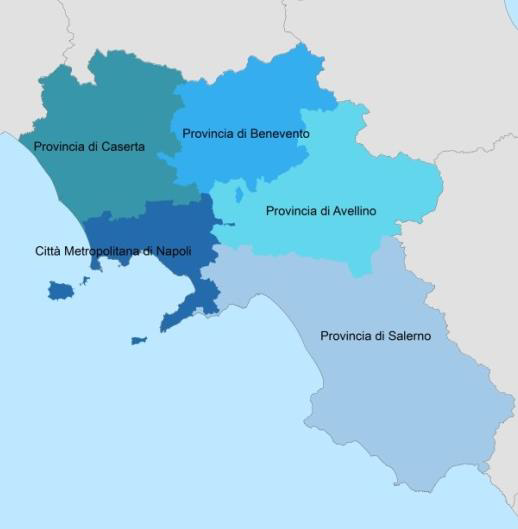 Provincia di Benevento
Provincia di Caserta
Provincia di Avellino
Città Metropolitana di Napoli
Provincia di Salerno